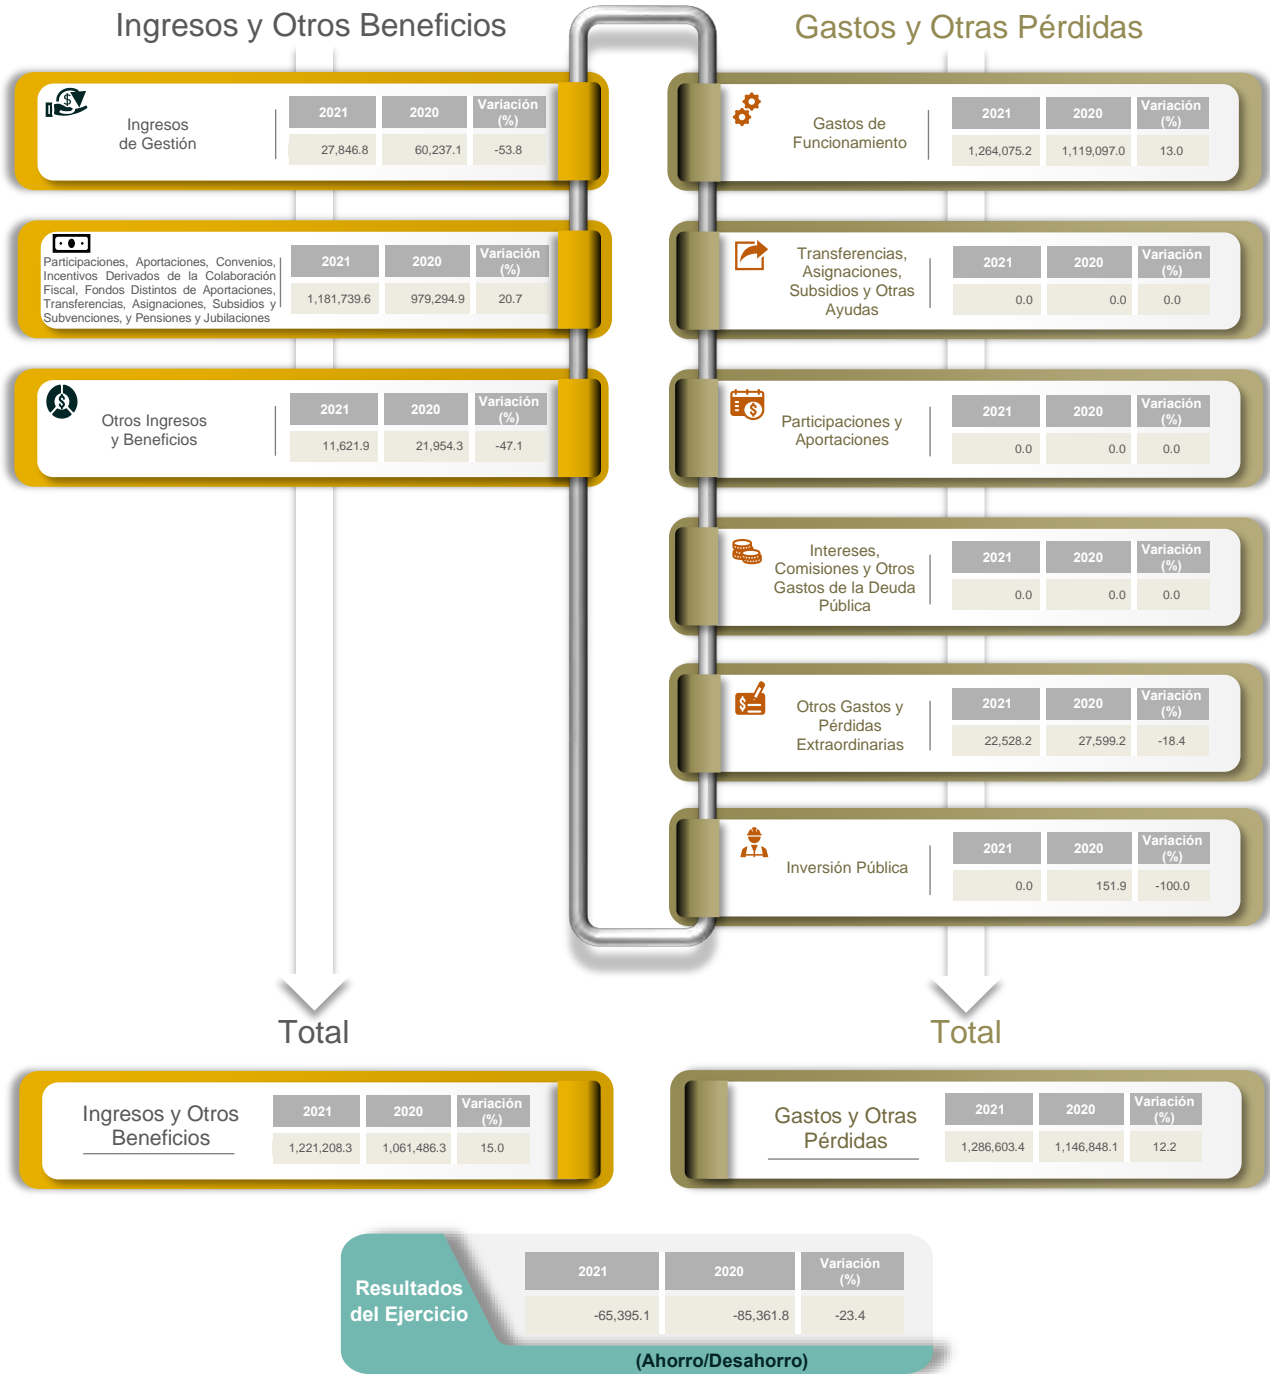 Ingresos y Otros Beneficios
Ingresos
de Gestión
2021 2020 Variación (%)
27,846.8 60,237.1 -53.8
Participaciones, Aportaciones, Convenios,
Incentivos Derivados de la Colaboración
Fiscal, Fondos Distintos de Aportaciones,
Transferencias, Asignaciones, Subsidios y
Subvenciones, y Pensiones y Jubilaciones
2021 2020 Variación (%)
1,181,739.6 979,294.9 20.7
Otros Ingresos
y Beneficios
2021 2020 Variación (%)
11,621.9 21,954.3 -47.1
Total
Ingresos y Otros
Beneficios
2021 2020 Variación (%)
1,221,208.3 1,061,486.3 15.0
Gastos y Otras Pérdidas
Gastos de
Funcionamiento
2021 2020 Variación (%)
1,264,075.2 1,119,097.0 13.0
Transferencias,
Asignaciones,
Subsidios y Otras
Ayudas
2021 2020 Variación (%)
0.0 0.0 0.0
Participaciones y
Aportaciones
2021 2020 Variación (%)
0.0 0.0 0.0
Intereses,
Comisiones y Otros
Gastos de la Deuda
Pública
2021 2020 Variación (%)
0.0 0.0 0.0
Otros Gastos y
Pérdidas
Extraordinarias
2021 2020 Variación (%)
22,528.2 27,599.2 -18.4
Inversión Pública
2021 2020 Variación (%)
0.0 151.9 -100.0
Total
Gastos y Otras
Pérdidas
2021 2020 Variación (%)
1,286,603.4 1,146,848.1 12.2
Resultados
del Ejercicio
2021 2020 Variación (%)
-65,395.1 -85,361.8 -23.4
(Ahorro/Desahorro)